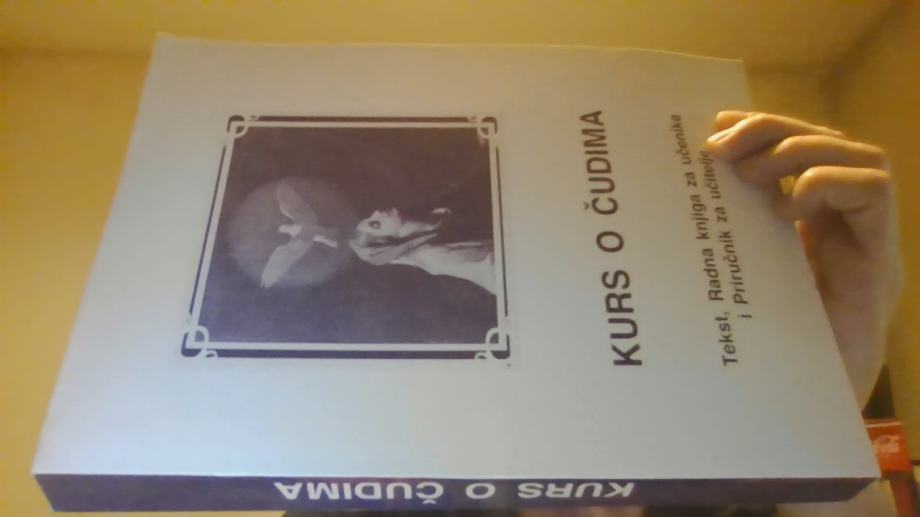 KURS O ČUDIMA
Tekst, Radna knjiga za učenike
i Priručnik za učitelje
KURS O ČUDIMA